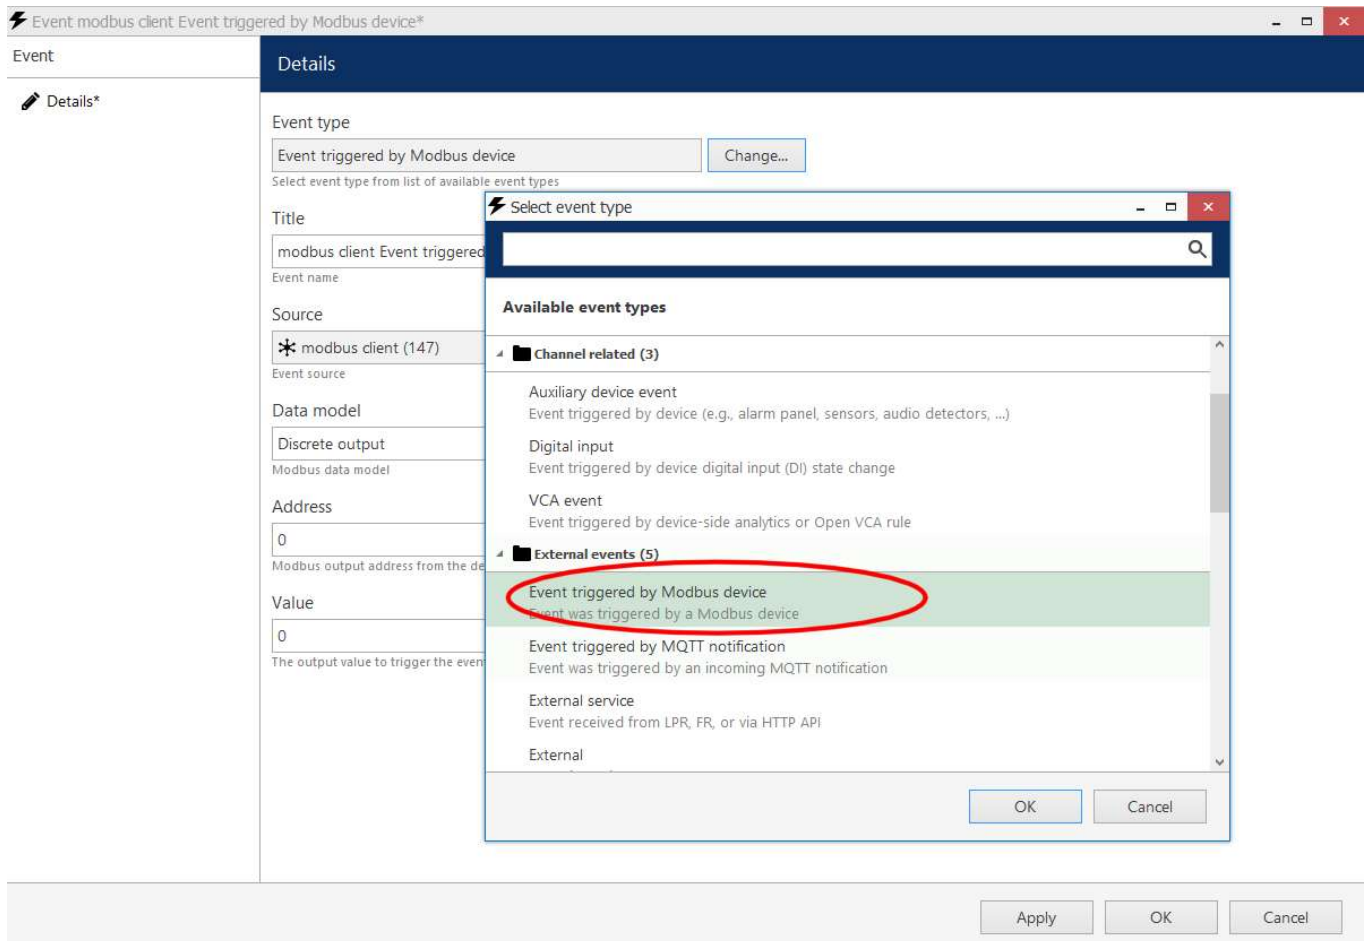 Event modbus client Event triggered by Modbus device*
Event
Details*
Details
Event type
Event triggered by Modbus device
Change...
Select event type from list of available event types
Title
modbus client Event triggered
Event name
Source
modbus client (147)
Event source
Data model
Discrete output
Modbus data model
Address
0
Modbus output address from the de
Value
0
The output value to trigger the even
Select event type
Available event types
Channel related (3)
Auxiliary device event
Event triggered by device (e.g., alarm panel, sensors, audio detectors, ...)
Digital input
Event triggered by device digital input (DI) state change
VCA event
Event triggered by device-side analytics or Open VCA rule
External events (5)
Event triggered by Modbus device
Event was triggered by a Modbus device
Event triggered by MQTT notification
Event was triggered by an incoming MQTT notification
External service
Event received from LPR, FR, or via HTTP API
External
OK
Cancel
Apply
OK
Cancel